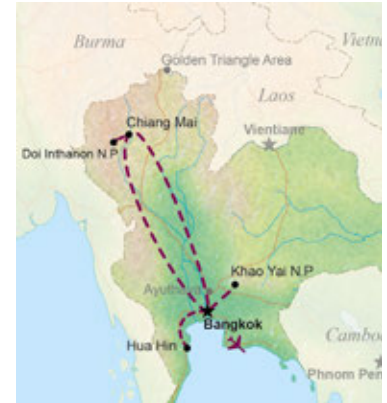 Burma
Vietn
Golden Triangle Area
Laos
Chiang Mai
Vientiane
Doi Inthanon N.P
Khao Yai N.P
Ayuthaya
Bangkok
Hua Hin
Cambo
Phnom Pen